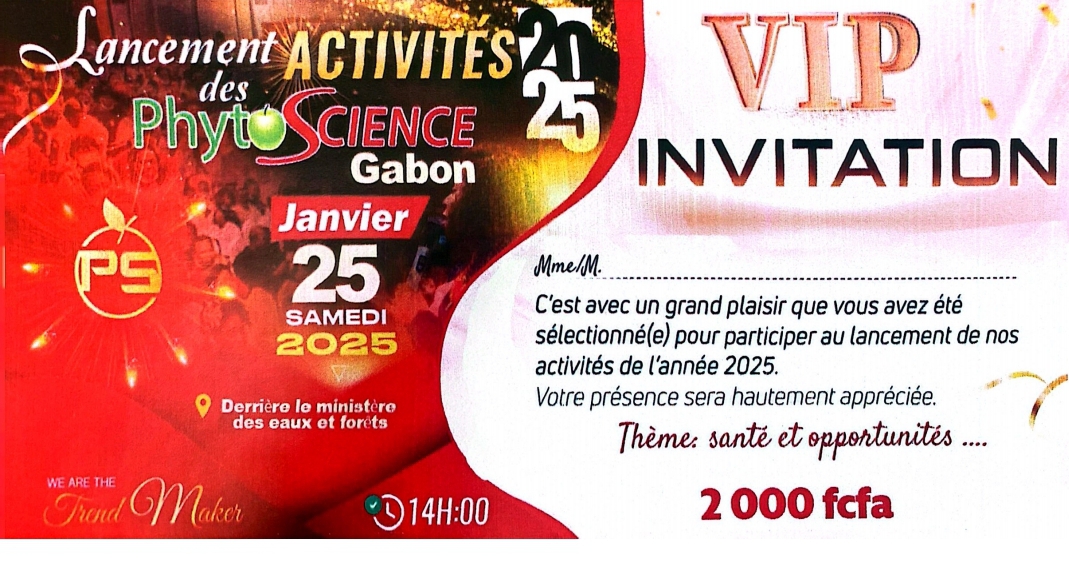 Lancement ACTIVITÉS 2025
des
PhytoSCIENCE
Gabon
Janvier
25
SAMEDI
2025
PS
Derrière le ministère
des eaux et forêts
WE ARE THE
Trend Maker
14H:00
VIP
INVITATION
Mme/M.
C'est avec un grand plaisir que vous avez été
sélectionné(e) pour participer au lancement de nos
activités de l'année 2025.
Votre présence sera hautement appréciée.
Thème: santé et opportunités ....
2 000 fcfa